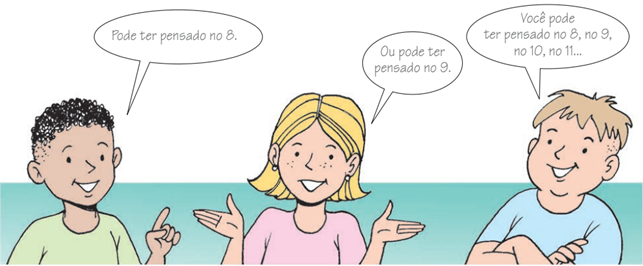 Pode ter pensado no 8.
Ou pode ter
pensado no 9.
Você pode
ter pensado no 8, no 9,
no 10, no 11...